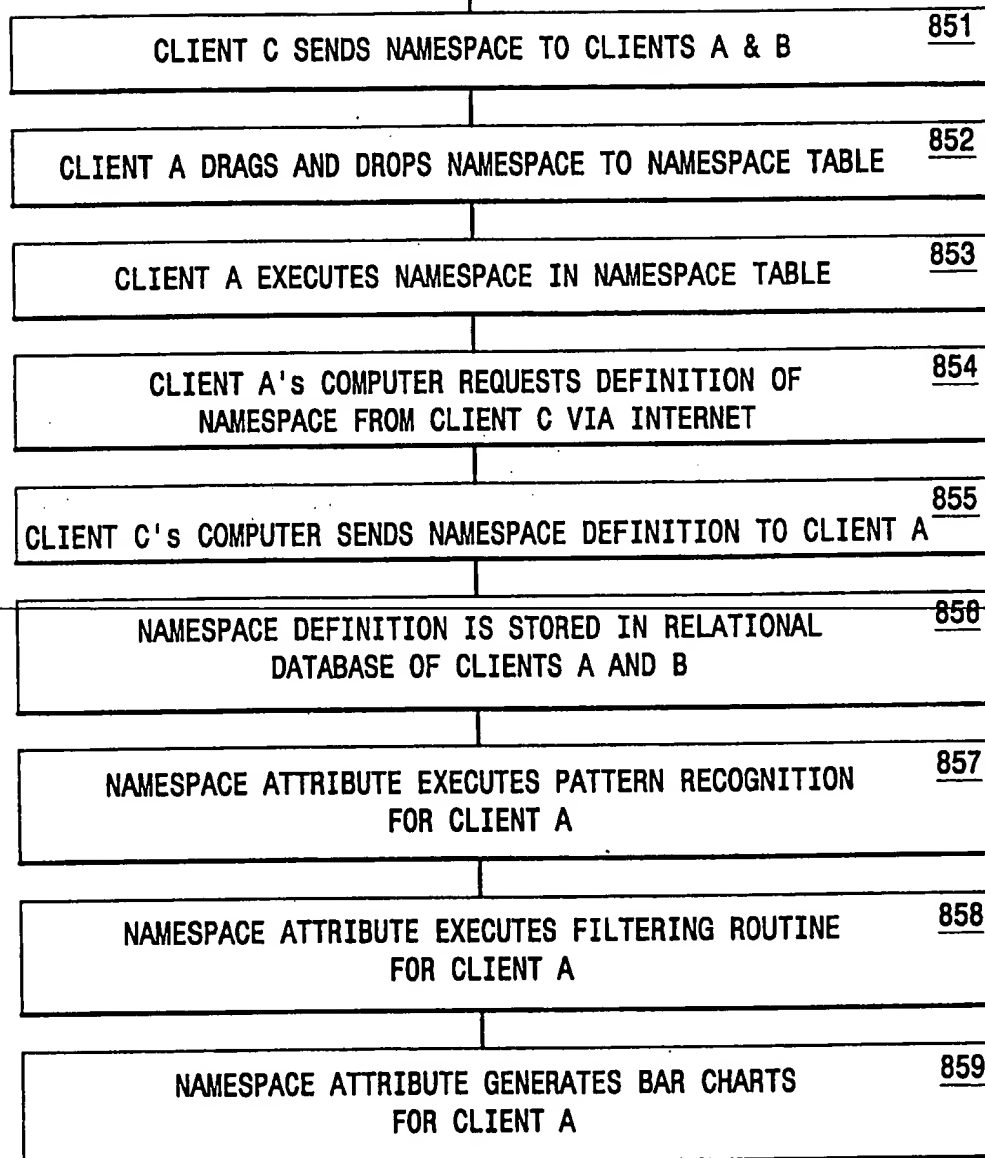 851
CLIENT C SENDS NAMESPACE TO CLIENTS A & B
852
CLIENT A DRAGS AND DROPS NAMESPACE TO NAMESPACE TABLE
853
CLIENT A EXECUTES NAMESPACE IN NAMESPACE TABLE
854
CLIENT A's COMPUTER REQUESTS DEFINITION OF
NAMESPACE FROM CLIENT C VIA INTERNET
855
CLIENT C's COMPUTER SENDS NAMESPACE DEFINITION TO CLIENT A
856
NAMESPACE DEFINITION IS STORED IN RELATIONAL
DATABASE OF CLIENTS A AND B
857
NAMESPACE ATTRIBUTE EXECUTES PATTERN RECOGNITION
FOR CLIENT A
858
NAMESPACE ATTRIBUTE EXECUTES FILTERING ROUTINE
FOR CLIENT A
859
NAMESPACE ATTRIBUTE GENERATES BAR CHARTS
FOR CLIENT A